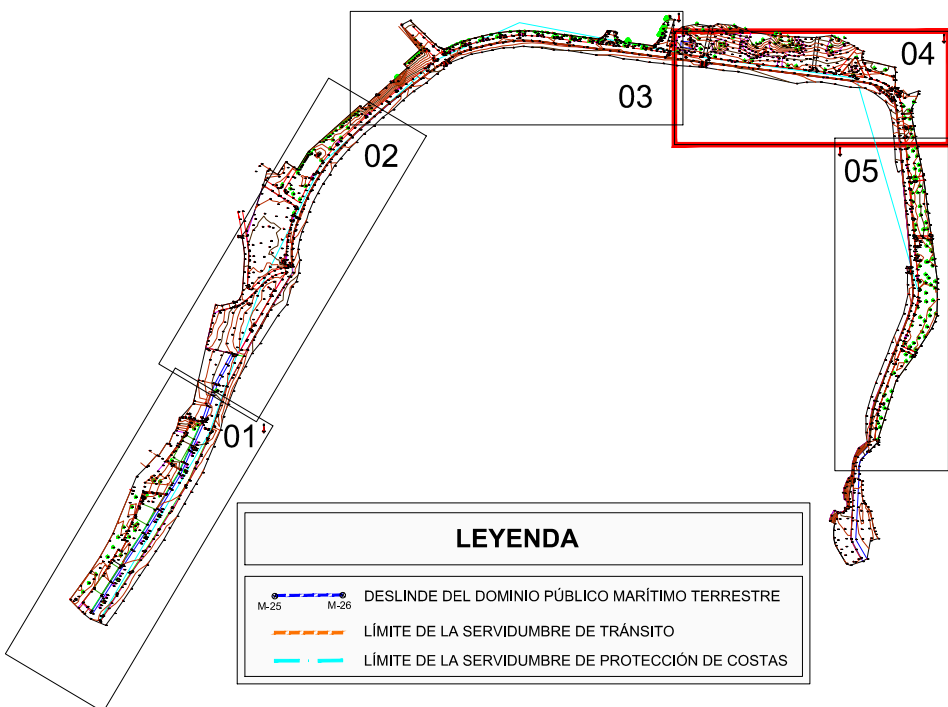 04
03
02
05
01
LEYENDA
M-25 M-26 DESLINDE DEL DOMINIO PÚBLICO MARÍTIMO TERRESTRE
LÍMITE DE LA SERVIDUMBRE DE TRÁNSITO
LÍMITE DE LA SERVIDUMBRE DE PROTECCIÓN DE COSTAS